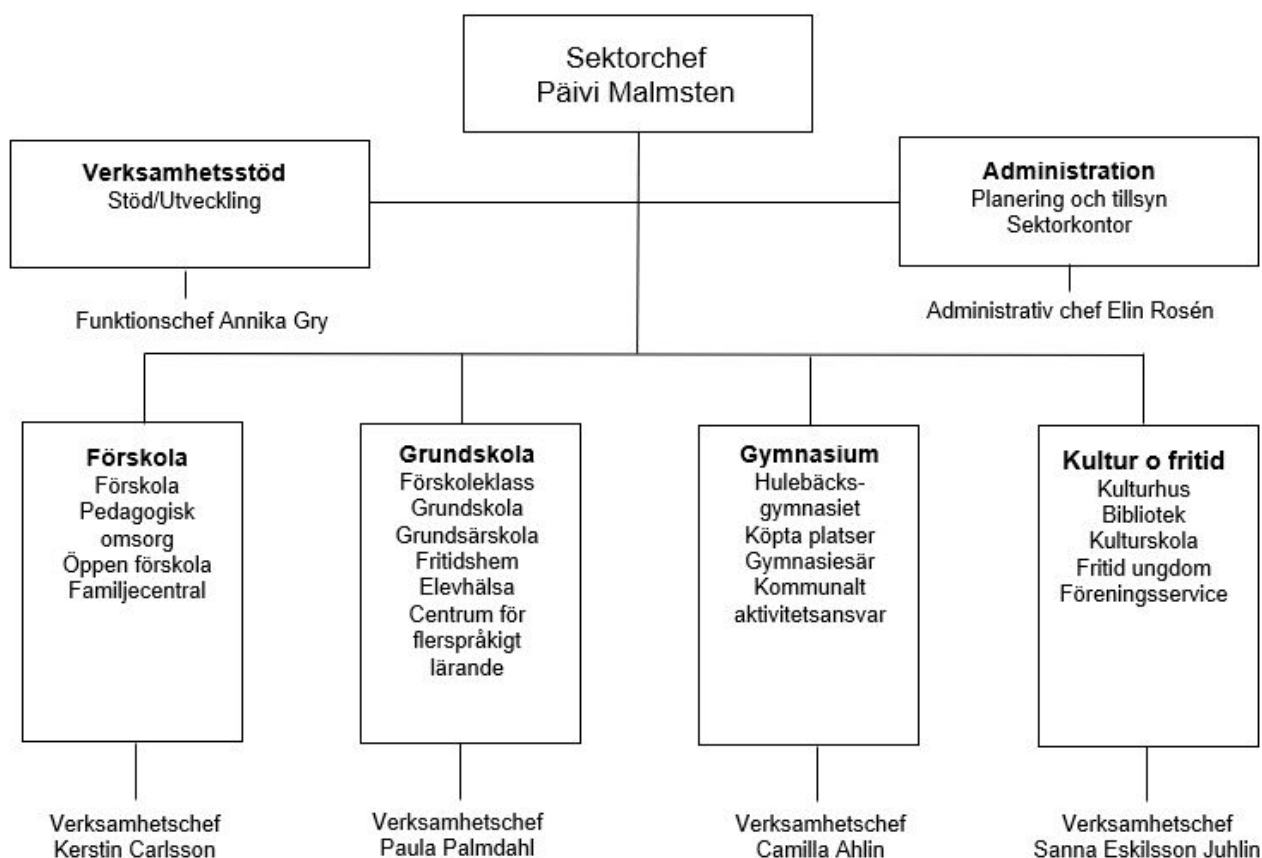 Sektorchef
Päivi Malmsten
Verksamhetsstöd
Stöd/Utveckling
Administration
Planering och tillsyn
Sektorkontor
Funktionschef Annika Gry
Administrativ chef Elin Rosén
Förskola
Förskola
Pedagogisk
omsorg
Öppen förskola
Familjecentral
Grundskola
Förskoleklass
Grundskola
Grundsärskola
Fritidshem
Elevhälsa
Centrum för
flerspråkigt
lärande
Gymnasium
Hulebäcks-
gymnasiet
Köpta platser
Gymnasiesär
Kommunalt
aktivitetsansvar
Kultur o fritid
Kulturhus
Bibliotek
Kulturskola
Fritid ungdom
Föreningsservice
Verksamhetschef
Kerstin Carlsson
Verksamhetschef
Paula Palmdahl
Verksamhetschef
Camilla Ahlin
Verksamhetschef
Sanna Eskilsson Juhlin